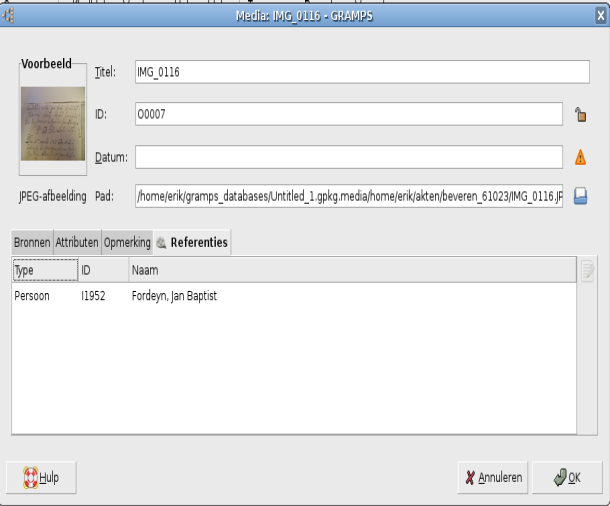 Media: IMG_0116 - GRAMPS
Voorbeeld
Titel: IMG_0116
ID: O0007
Datum:
JPEG-afbeelding Pad: /home/erik/gramps_databases/Untitled_1.gpkg.media/home/erik/akten/beveren_61023/IMG_0116.JP
Bronnen Attributen Opmerking Referenties
Type ID Naam
Persoon I1952 Fordeyn, Jan Baptist
Hulp Annuleren OK